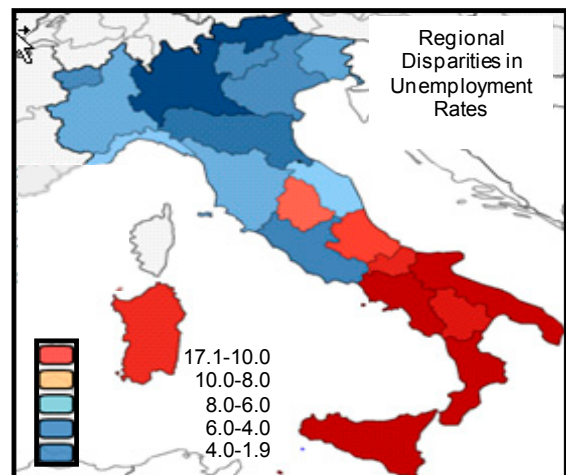 Regional
Disparities in
Unemployment
Rates
17.1-10.0
10.0-8.0
8.0-6.0
6.0-4.0
4.0-1.9